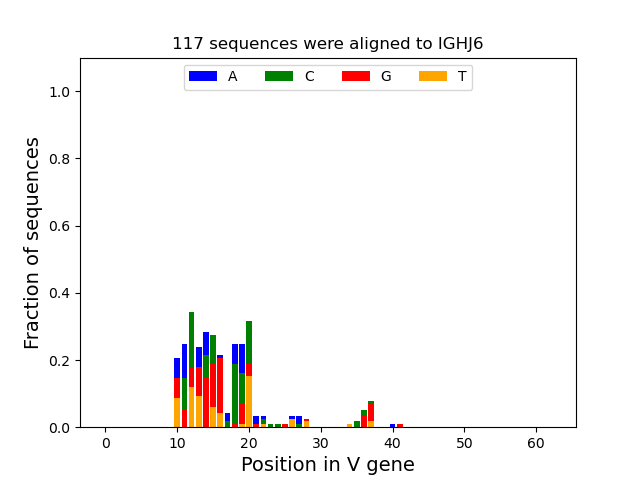 117 sequences were aligned to IGHJ6
A C G T
1.0
0.8
0.6
0.4
0.2
0.0
Fraction of sequences
0 10 20 30 40 50 60
Position in V gene